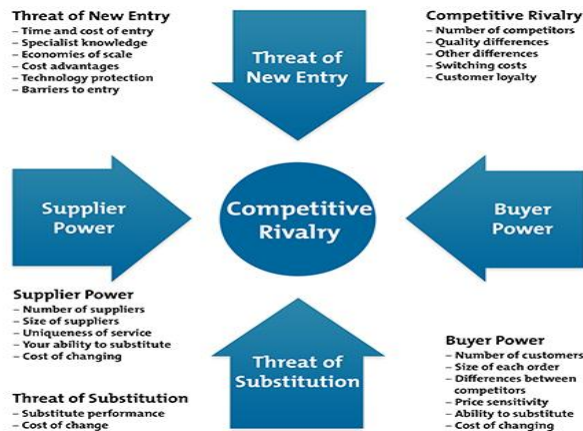 Threat of New Entry
– Time and cost of entry
– Specialist knowledge
– Economies of scale
– Cost advantages
– Technology protection
– Barriers to entry
Threat of
New Entry
Competitive Rivalry
– Number of competitors
– Quality differences
– Other differences
– Switching costs
– Customer loyalty
Supplier
Power
Competitive
Rivalry
Buyer
Power
Supplier Power
– Number of suppliers
– Size of suppliers
– Uniqueness of service
– Your ability to substitute
– Cost of changing
Threat of
Substitution
Buyer Power
– Number of customers
– Size of each order
– Differences between
competitors
– Price sensitivity
– Ability to substitute
– Cost of changing
Threat of Substitution
– Substitute performance
– Cost of change